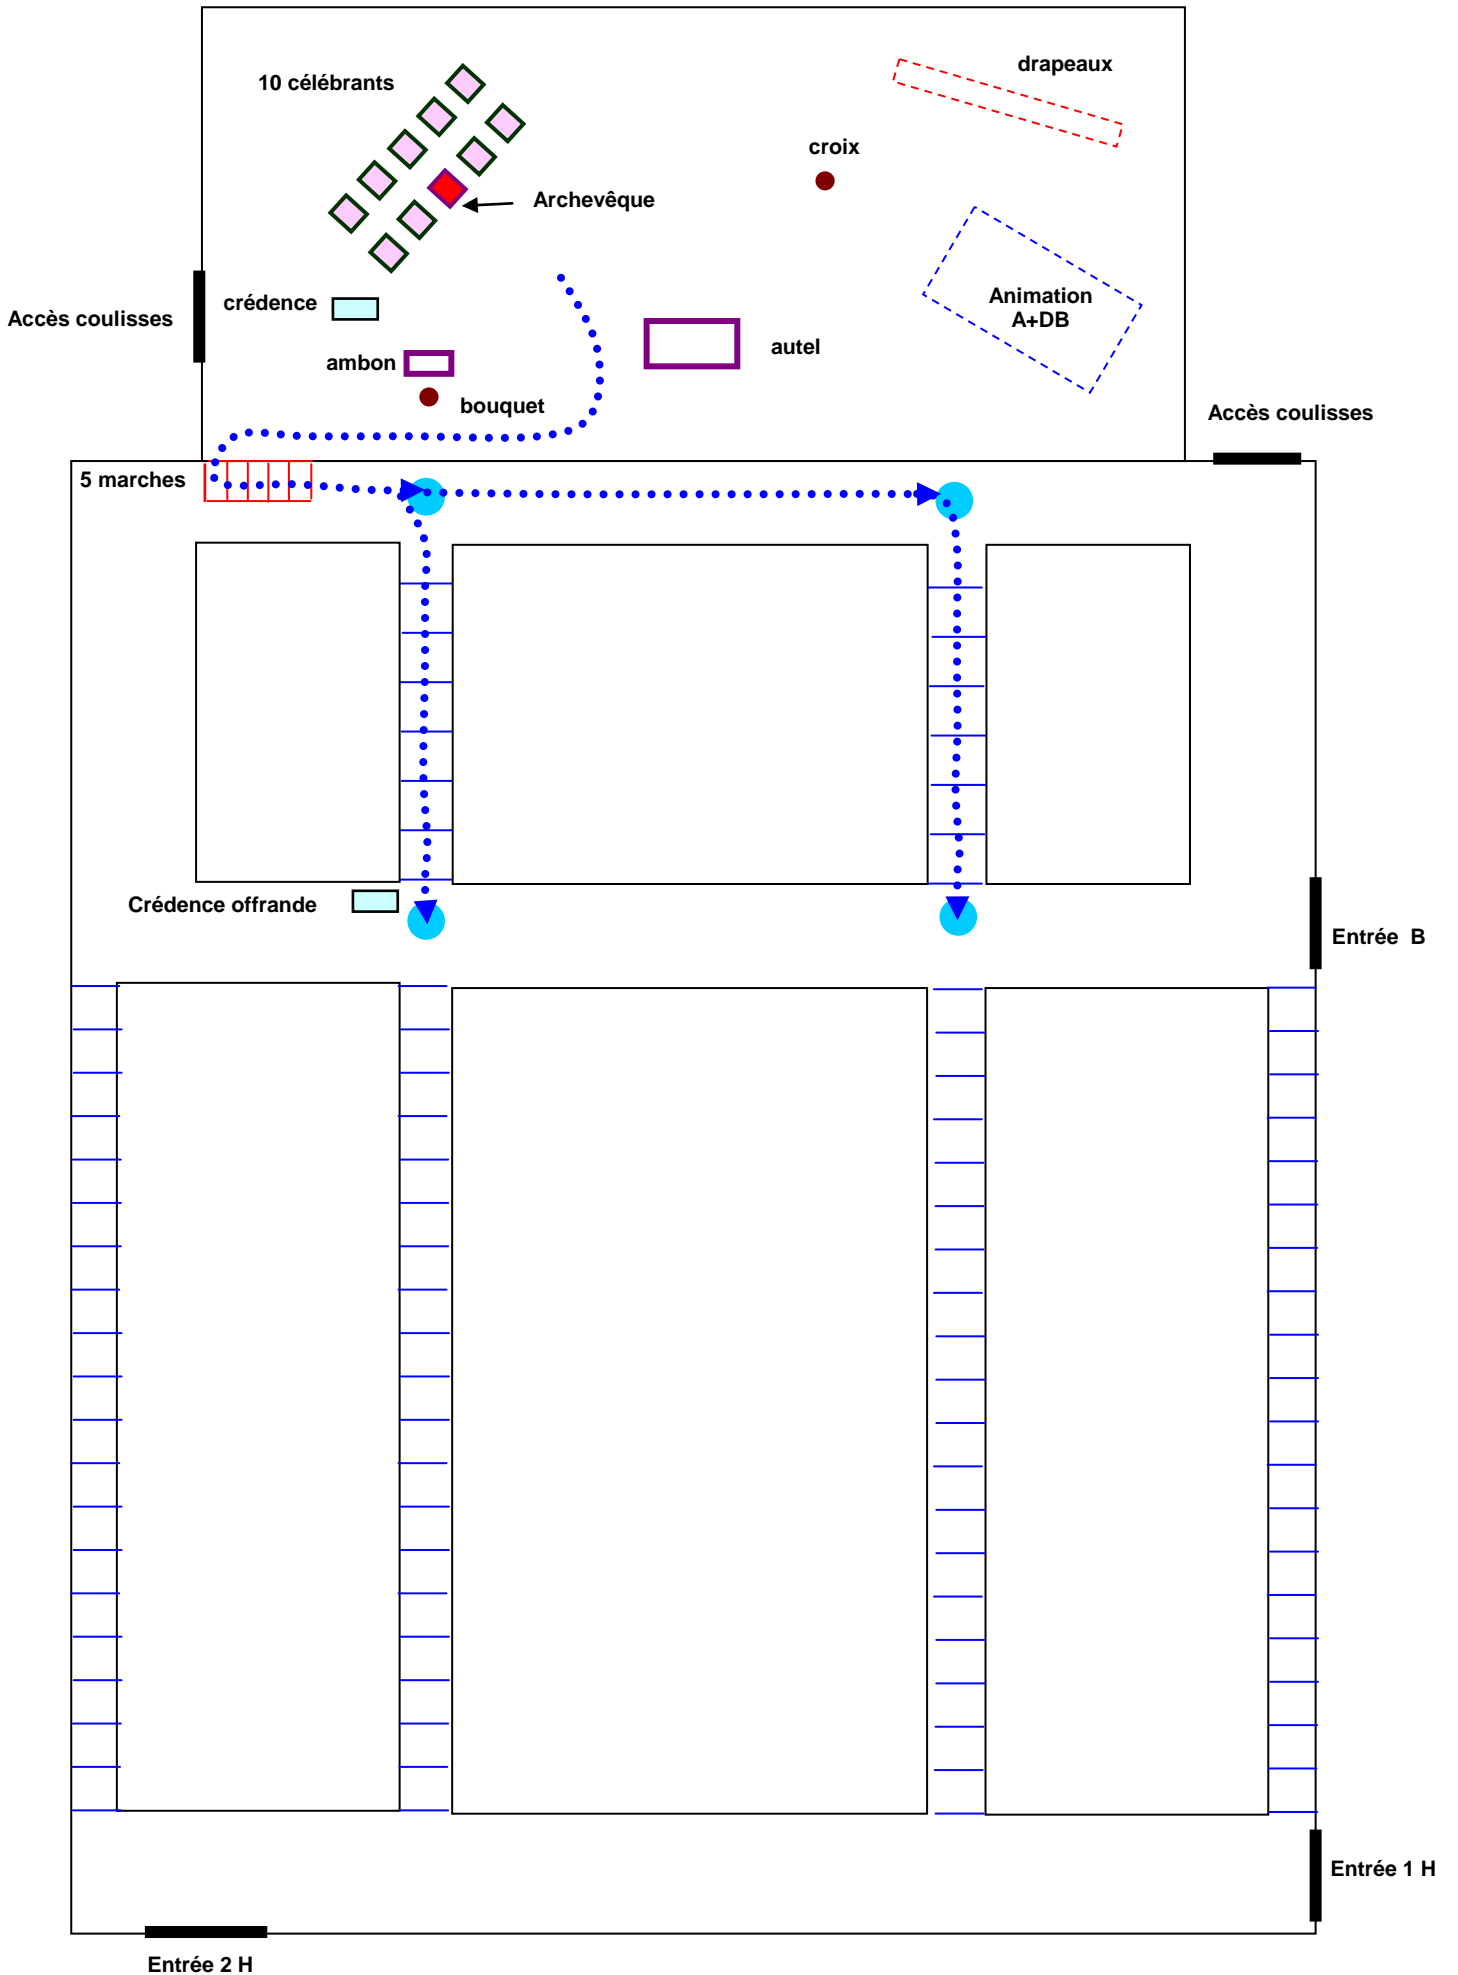 drapeaux
10 célébrants
croix
Archevêque
crédence
Animation
A+DB
Accès coulisses
autel
ambon
bouquet
Accès coulisses
5 marches
Crédence offrande
Entrée B
Entrée 1 H
Entrée 2 H